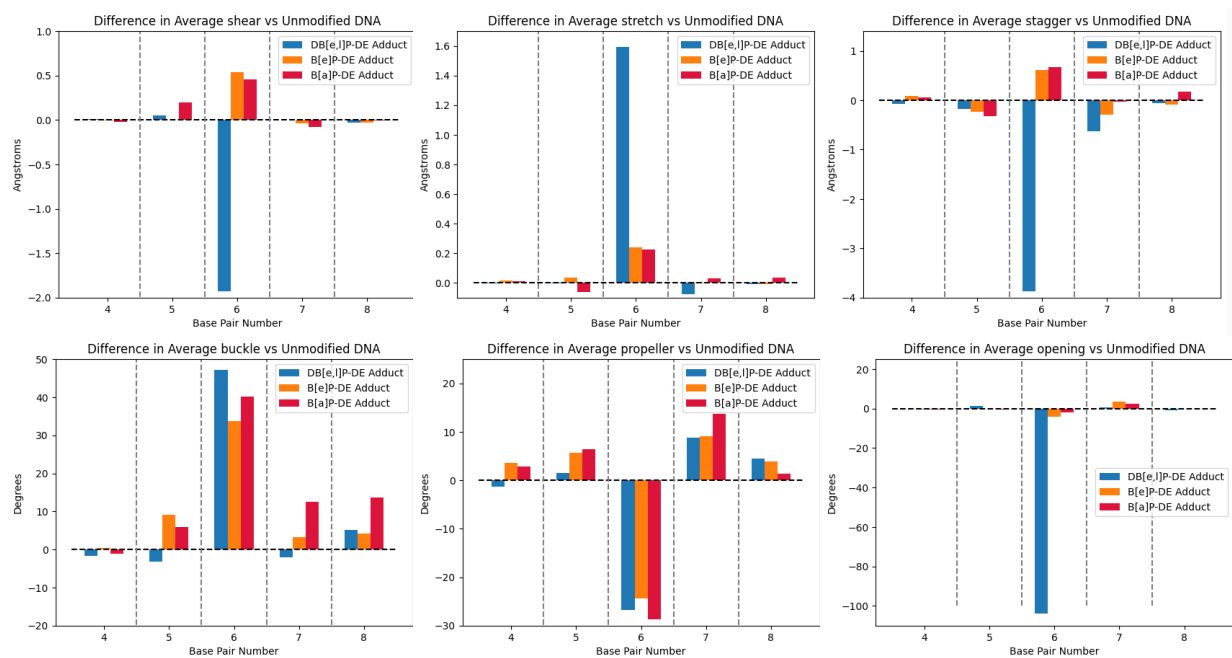 Difference in Average shear vs Unmodified DNA
1.0
0.5
0.0
−0.5
−1.0
−1.5
−2.0
Angstroms
DB[e,l]P-DE Adduct
B[e]P-DE Adduct
B[a]P-DE Adduct
4 5 6 7 8
Base Pair Number
Difference in Average stretch vs Unmodified DNA
1.6
1.4
1.2
1.0
0.8
0.6
0.4
0.2
0.0
Angstroms
DB[e,l]P-DE Adduct
B[e]P-DE Adduct
B[a]P-DE Adduct
4 5 6 7 8
Base Pair Number
Difference in Average stagger vs Unmodified DNA
1
0
−1
−2
−3
−4
Angstroms
DB[e,l]P-DE Adduct
B[e]P-DE Adduct
B[a]P-DE Adduct
4 5 6 7 8
Base Pair Number
Difference in Average buckle vs Unmodified DNA
50
40
30
20
10
0
−10
−20
Degrees
DB[e,l]P-DE Adduct
B[e]P-DE Adduct
B[a]P-DE Adduct
4 5 6 7 8
Base Pair Number
Difference in Average propeller vs Unmodified DNA
20
10
0
−10
−20
−30
Degrees
DB[e,l]P-DE Adduct
B[e]P-DE Adduct
B[a]P-DE Adduct
4 5 6 7 8
Base Pair Number
Difference in Average opening vs Unmodified DNA
20
0
−20
−40
−60
−80
−100
Degrees
DB[e,l]P-DE Adduct
B[e]P-DE Adduct
B[a]P-DE Adduct
4 5 6 7 8
Base Pair Number